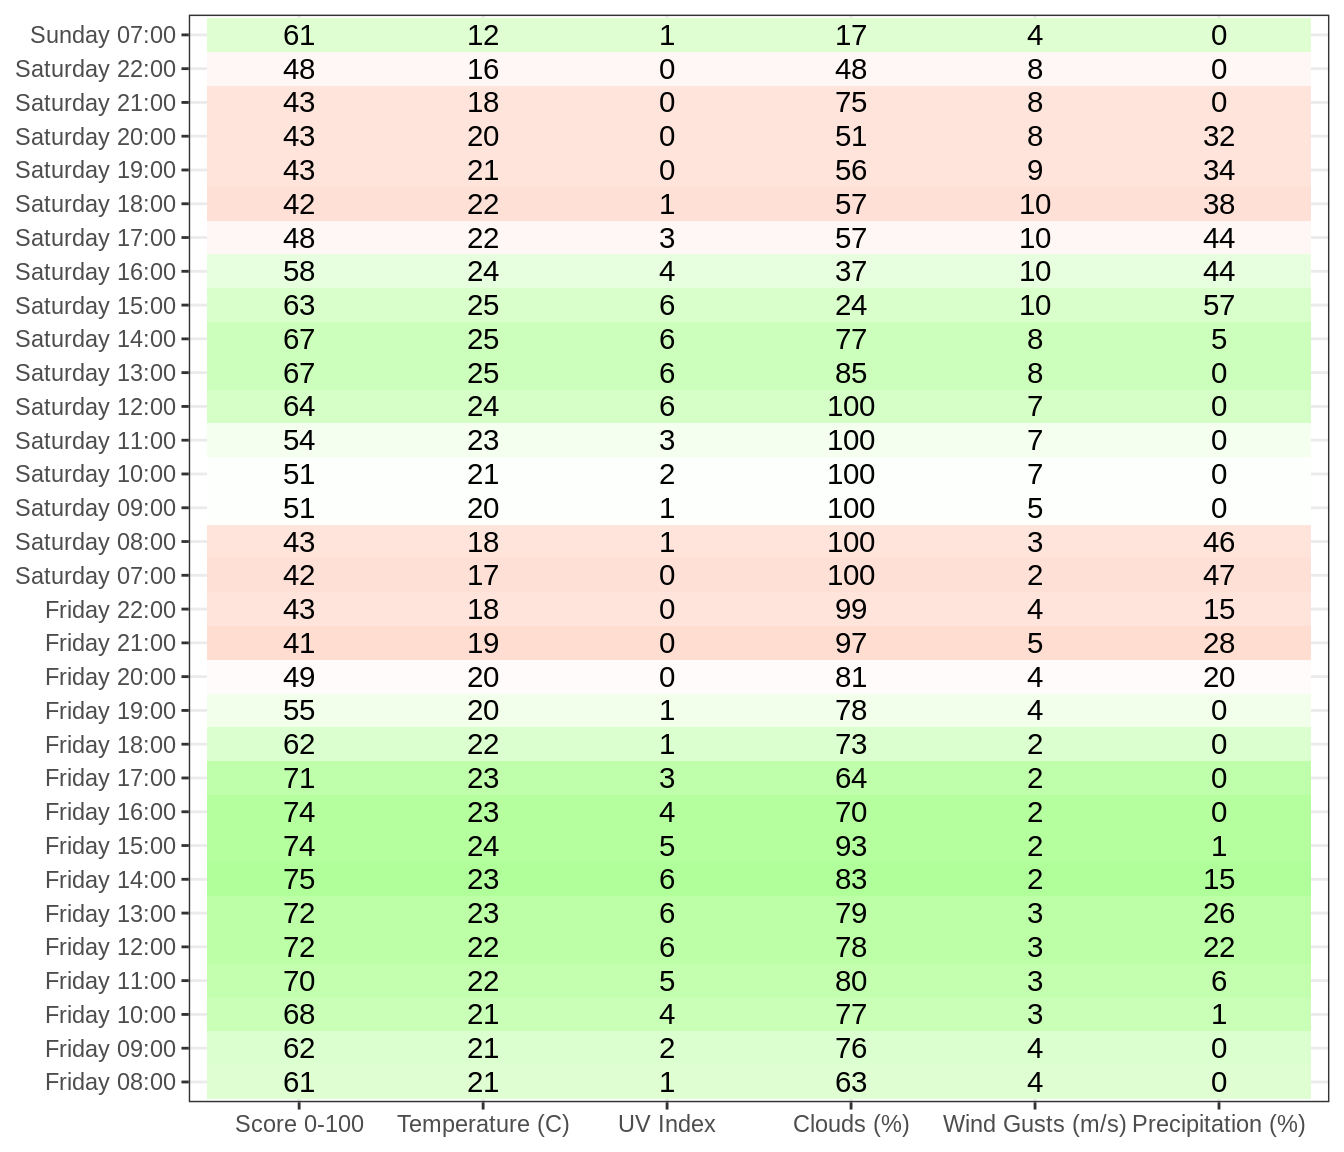 Sunday 07:00 61 12 1 17 4 0
Saturday 22:00 48 16 0 48 8 0
Saturday 21:00 43 18 0 75 8 0
Saturday 20:00 43 20 0 51 8 32
Saturday 19:00 43 21 0 56 9 34
Saturday 18:00 42 22 1 57 10 38
Saturday 17:00 48 22 3 57 10 44
Saturday 16:00 58 24 4 37 10 44
Saturday 15:00 63 25 6 24 10 57
Saturday 14:00 67 25 6 77 8 5
Saturday 13:00 67 25 6 85 8 0
Saturday 12:00 64 24 6 100 7 0
Saturday 11:00 54 23 3 100 7 0
Saturday 10:00 51 21 2 100 7 0
Saturday 09:00 51 20 1 100 5 0
Saturday 08:00 43 18 1 100 3 46
Saturday 07:00 42 17 0 100 2 47
Friday 22:00 43 18 0 99 4 15
Friday 21:00 41 19 0 97 5 28
Friday 20:00 49 20 0 81 4 20
Friday 19:00 55 20 1 78 4 0
Friday 18:00 62 22 1 73 2 0
Friday 17:00 71 23 3 64 2 0
Friday 16:00 74 23 4 70 2 0
Friday 15:00 74 24 5 93 2 1
Friday 14:00 75 23 6 83 2 15
Friday 13:00 72 23 6 79 3 26
Friday 12:00 72 22 6 78 3 22
Friday 11:00 70 22 5 80 3 6
Friday 10:00 68 21 4 77 3 1
Friday 09:00 62 21 2 76 4 0
Friday 08:00 61 21 1 63 4 0
Score 0-100 Temperature (C) UV Index Clouds (%) Wind Gusts (m/s) Precipitation (%)